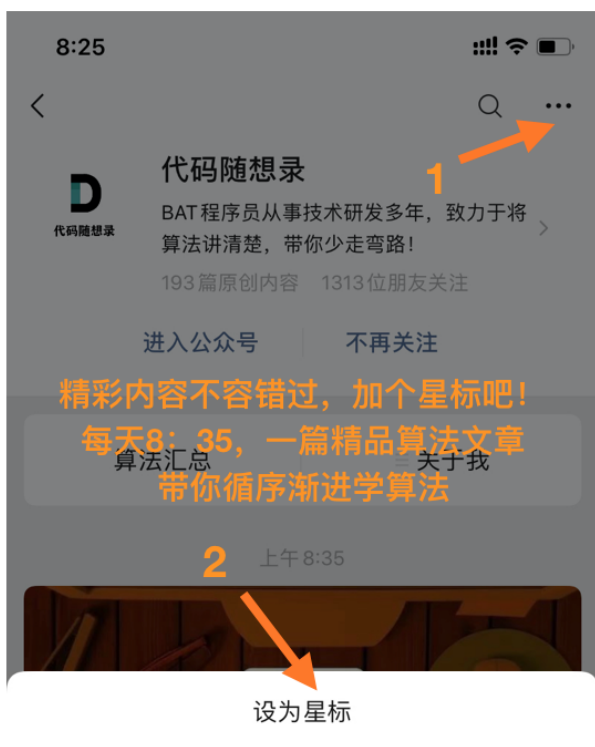 8:25
1
代码随想录
BAT程序员从事技术研发多年，致力于将
算法讲清楚，带你少走弯路！
代码随想录
193篇原创内容 1313位朋友关注
进入公众号 不再关注
精彩内容不容错过，加个星标吧！
每天8：35，一篇精品算法文章
算法汇总 关于我
带你循序渐进学算法
2
上午8:35
设为星标